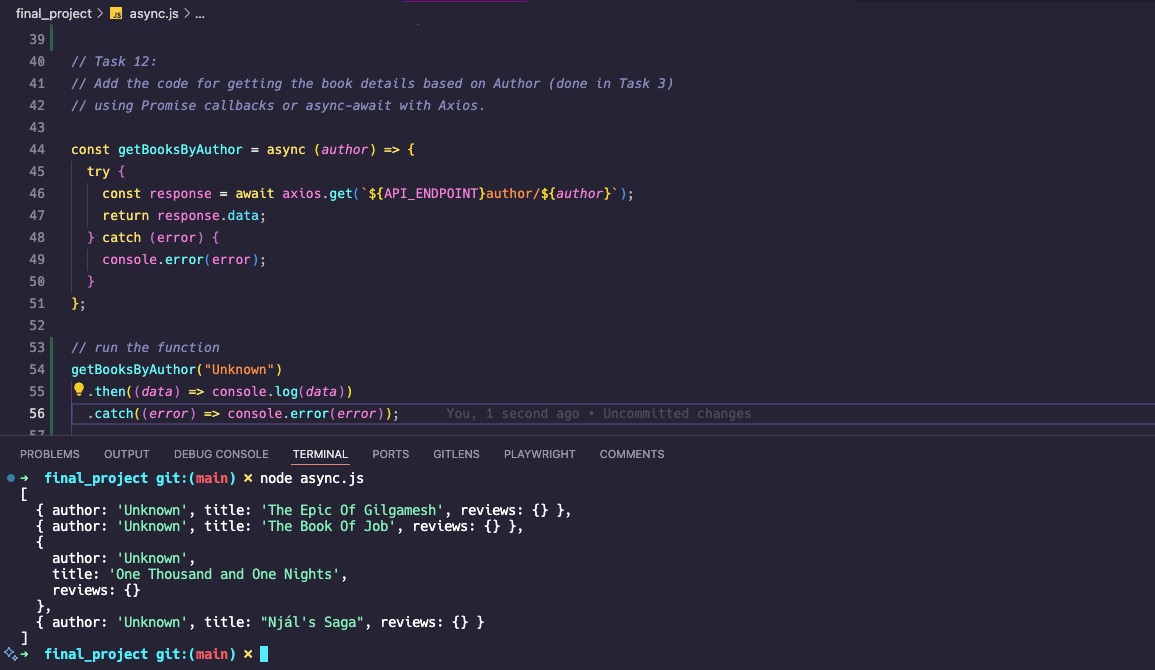 final_project > JS async.js > ...
39
40 // Task 12:
41 // Add the code for getting the book details based on Author (done in Task 3)
42 // using Promise callbacks or async-await with Axios.
43
44 const getBooksByAuthor = async (author) => {
45 try {
46 const response = await axios.get(`${API_ENDPOINT}author/${author}`);
47 return response.data;
48 } catch (error) {
49 console.error(error);
50 }
51 };
52
53 // run the function
54 getBooksByAuthor("Unknown")
55 .then((data) => console.log(data))
56 .catch((error) => console.error(error)); You, 1 second ago • Uncommitted changes
57
PROBLEMS OUTPUT DEBUG CONSOLE TERMINAL PORTS GITLENS PLAYWRIGHT COMMENTS
➜ final_project git:(main) ✗ node async.js
[
{ author: 'Unknown', title: 'The Epic Of Gilgamesh', reviews: {} },
{ author: 'Unknown', title: 'The Book Of Job', reviews: {} },
{
author: 'Unknown',
title: 'One Thousand and One Nights',
reviews: {}
},
{ author: 'Unknown', title: "Njál's Saga", reviews: {} }
]
➜ final_project git:(main) ✗